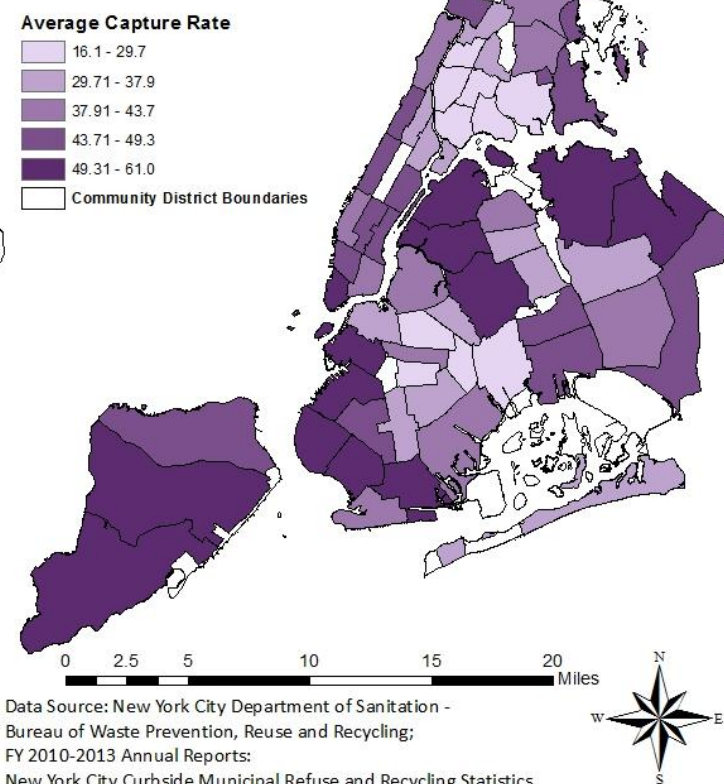 Average Capture Rate
16.1 - 29.7
29.71 - 37.9
37.91 - 43.7
43.71 - 49.3
49.31 - 61.0
Community District Boundaries
0 2.5 5 10 15 20
Miles
N
W E
S
Data Source: New York City Department of Sanitation -
Bureau of Waste Prevention, Reuse and Recycling;
FY 2010-2013 Annual Reports:
New York City Curbside Municipal Refuse and Recycling Statistics